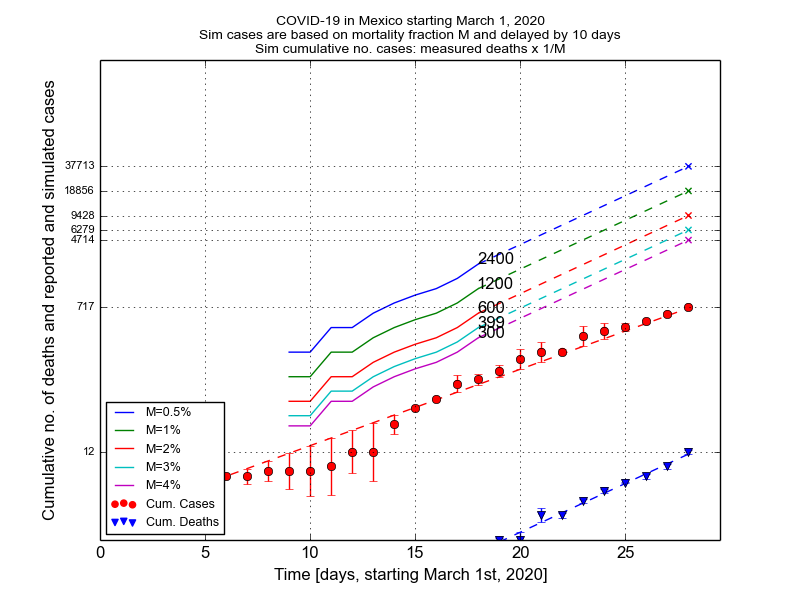 COVID-19 in Mexico starting March 1, 2020
Sim cases are based on mortality fraction M and delayed by 10 days
Sim cumulative no. cases: measured deaths x 1/M
Cumulative no. of deaths and reported and simulated cases
37713
18856
9428
6279
4714
717
12
2400
1200
600
399
300
M=0.5%
M=1%
M=2%
M=3%
M=4%
Cum. Cases
Cum. Deaths
0 5 10 15 20 25
Time [days, starting March 1st, 2020]